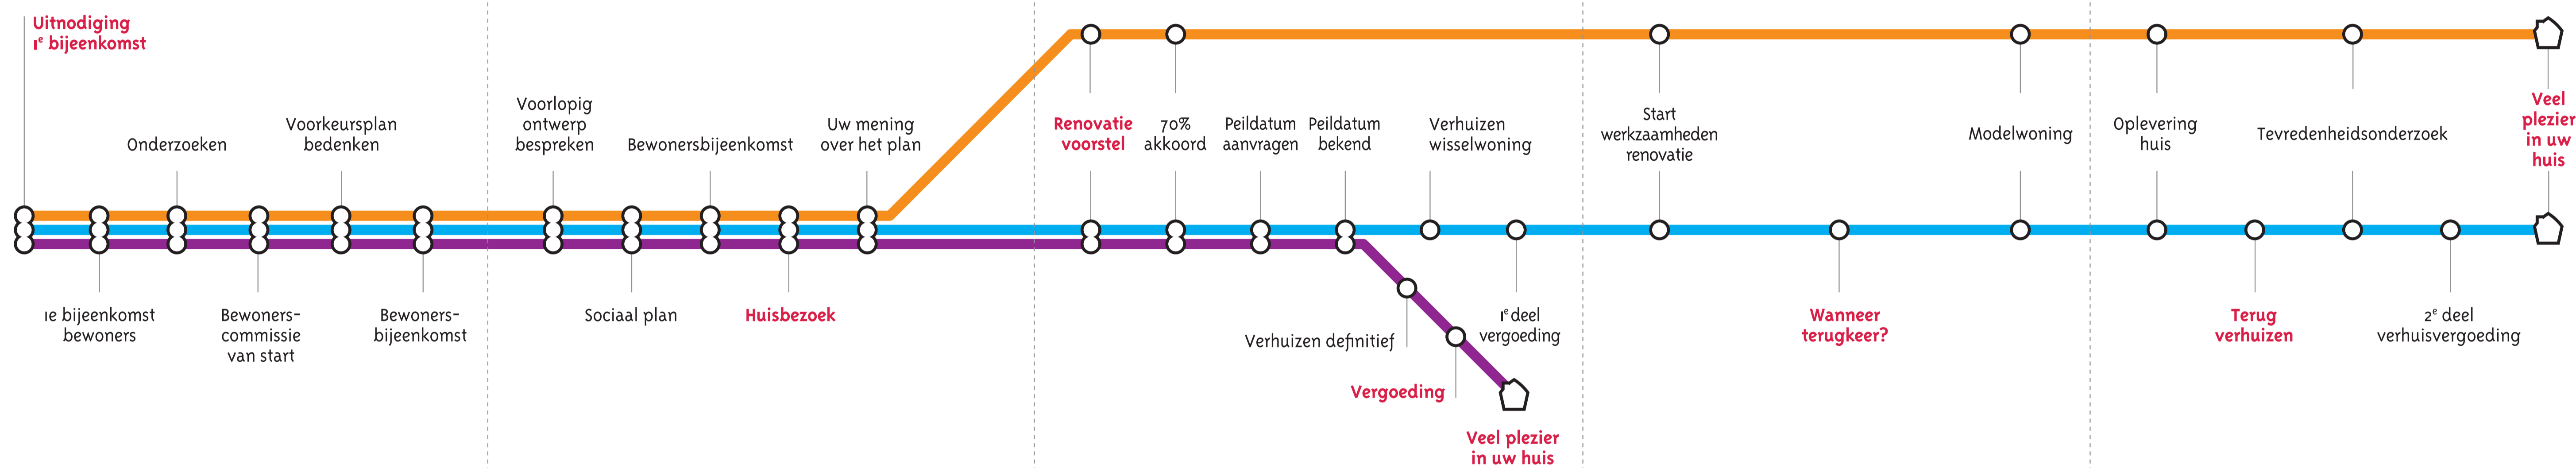 Uitnodiging
1e bijeenkomst
Onderzoeken
Voorkeursplan
bedenken
Voorlopig
ontwerp
bespreken
Bewonersbijeenkomst
Uw mening
over het plan
Renovatie
voorstel
70%
akkoord
Peildatum
aanvragen
Peildatum
bekend
Verhuizen
wisselwoning
Start
werkzaamheden
renovatie
Modelwoning
Oplevering
huis
Tevredenheidsonderzoek
Veel
plezier
in uw
huis
1e bijeenkomst
bewoners
Bewoners-
commissie
van start
Bewoners-
bijeenkomst
Sociaal plan
Huisbezoek
Verhuizen definitief
Vergoeding
Veel plezier
in uw huis
1e deel
vergoeding
Wanneer
terugkeer?
Terug
verhuizen
2e deel
verhuisvergoeding